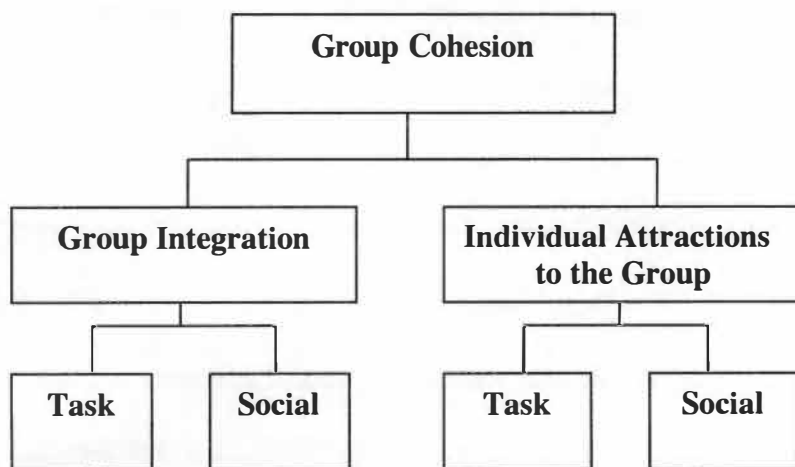 Group Cohesion
Group Integration
Individual Attractions
to the Group
Task
Social
Task
Social